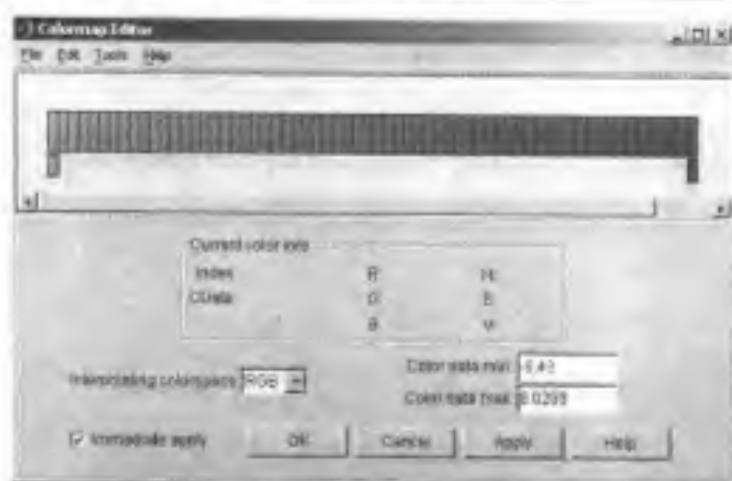 Colormap Editor
File Edit Tools Help
Current color info
Index R: H:
CData: G: S:
B: V:
Interpolating colorspace: RGB
Color data min:
Color data max:
Immediate apply OK Cancel Apply Help